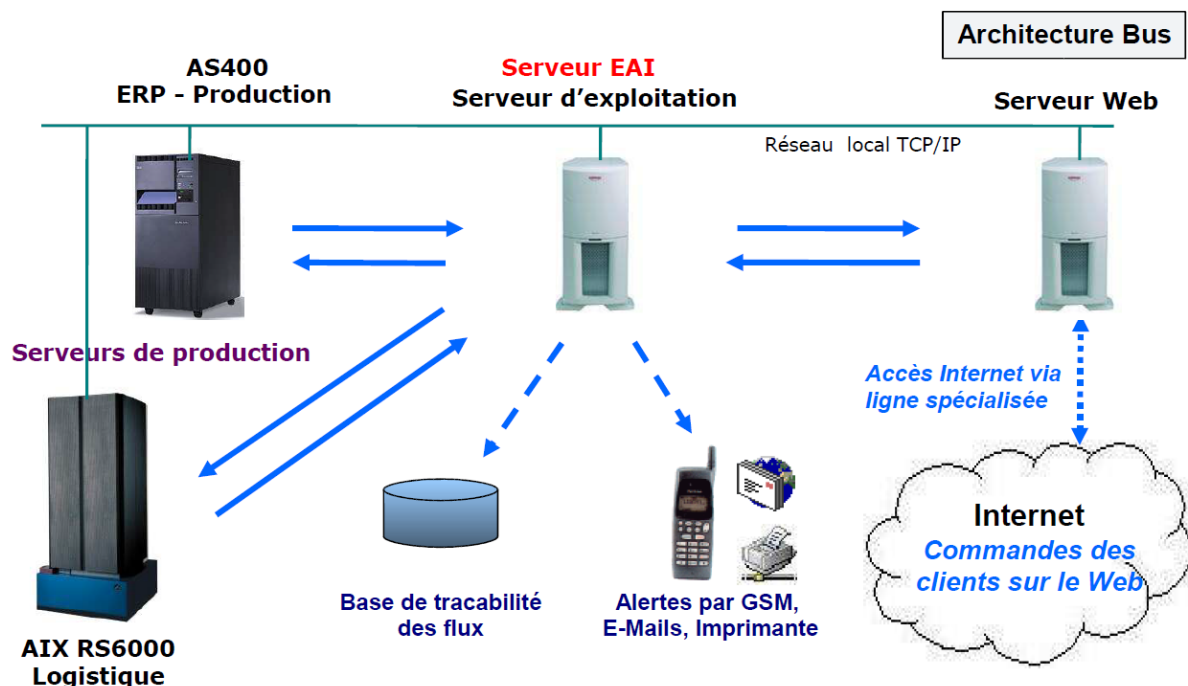 Architecture Bus
AS400
ERP - Production
Serveur EAI
Serveur d'exploitation
Serveur Web
Réseau local TCP/IP
Serveurs de production
Accès Internet via
ligne spécialisée
Internet
Commandes des
clients sur le Web
Base de tracabilité
des flux
Alertes par GSM,
E-Mails, Imprimante
AIX RS6000
Logistique